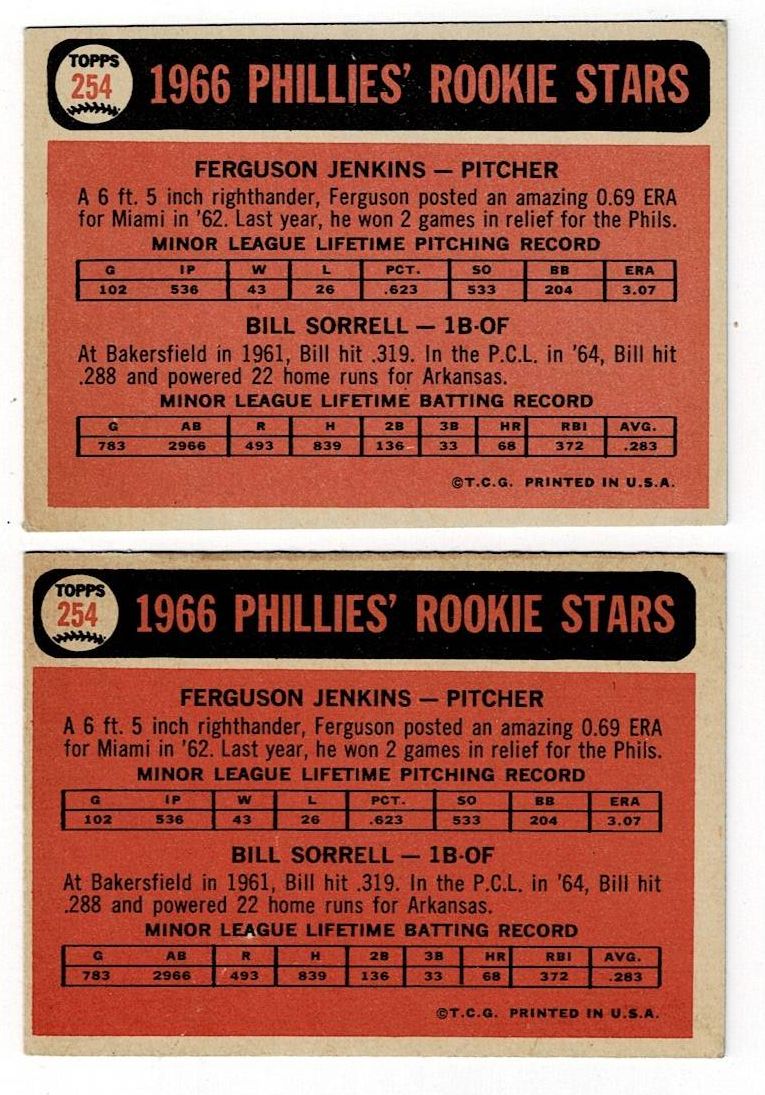 TOPPS
254
1966 PHILLIES' ROOKIE STARS
FERGUSON JENKINS — PITCHER
A 6 ft. 5 inch righthander, Ferguson posted an amazing 0.69 ERA
for Miami in '62. Last year, he won 2 games in relief for the Phils.
MINOR LEAGUE LIFETIME PITCHING RECORD
G IP W L PCT. SO BB ERA
102 536 43 26 .623 533 204 3.07
BILL SORRELL — 1B-OF
At Bakersfield in 1961, Bill hit .319. In the P.C.L. in '64, Bill hit
.288 and powered 22 home runs for Arkansas.
MINOR LEAGUE LIFETIME BATTING RECORD
G AB R H 2B 3B HR RBI AVG.
783 2966 493 839 136 33 68 372 .283
©T.C.G. PRINTED IN U.S.A.
TOPPS
254
1966 PHILLIES' ROOKIE STARS
FERGUSON JENKINS — PITCHER
A 6 ft. 5 inch righthander, Ferguson posted an amazing 0.69 ERA
for Miami in '62. Last year, he won 2 games in relief for the Phils.
MINOR LEAGUE LIFETIME PITCHING RECORD
G IP W L PCT. SO BB ERA
102 536 43 26 .623 533 204 3.07
BILL SORRELL — 1B-OF
At Bakersfield in 1961, Bill hit .319. In the P.C.L. in '64, Bill hit
.288 and powered 22 home runs for Arkansas.
MINOR LEAGUE LIFETIME BATTING RECORD
G AB R H 2B 3B HR RBI AVG.
783 2966 493 839 136 33 68 372 .283
©T.C.G. PRINTED IN U.S.A.